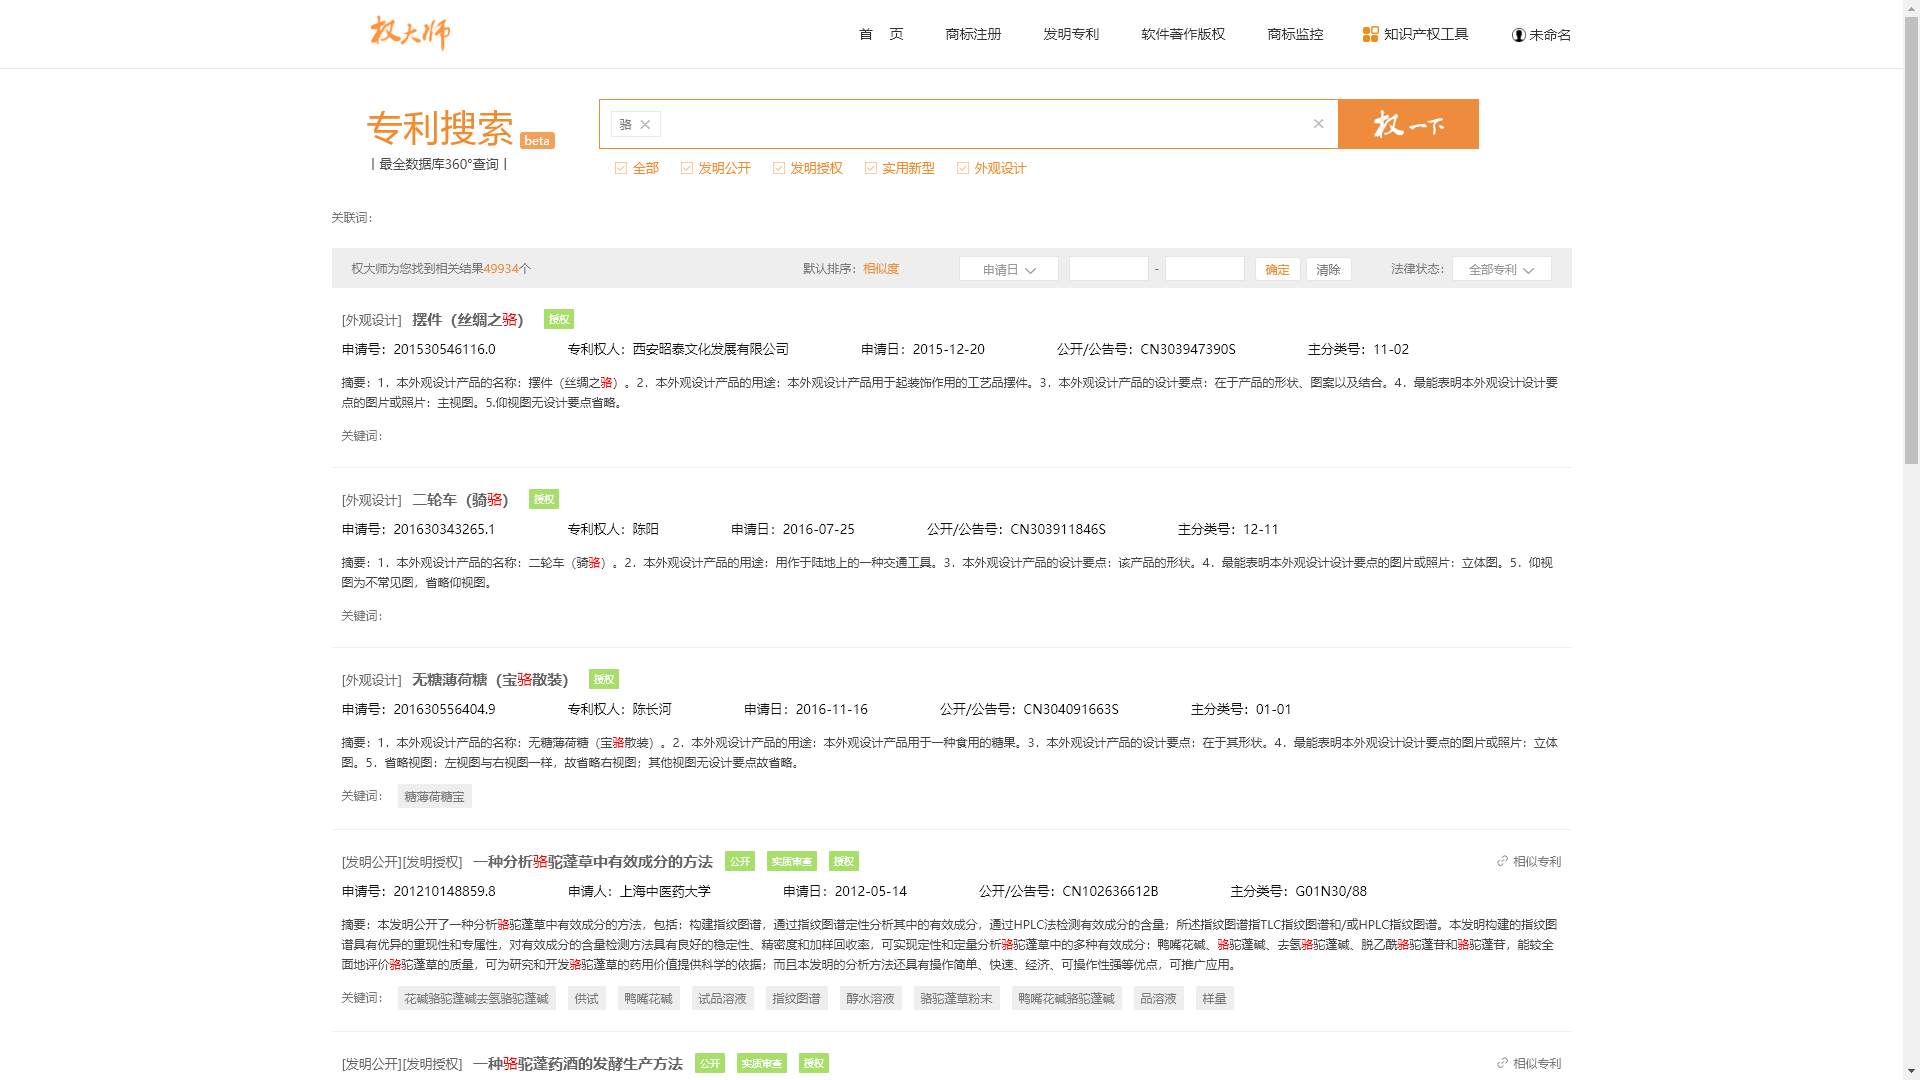 权大师
首 页 商标注册 发明专利 软件著作版权 商标监控 知识产权工具 未命名
专利搜索 beta
丨最全数据库360°查询丨
骆 ✕ ✕ 权一下
全部 发明公开 发明授权 实用新型 外观设计
关联词：
权大师为您找到相关结果49934个 默认排序：相似度 申请日 - 确定 清除 法律状态： 全部专利
[外观设计] 摆件（丝绸之骆） 授权
申请号：201530546116.0 专利权人：西安昭泰文化发展有限公司 申请日：2015-12-20 公开/公告号：CN303947390S 主分类号：11-02
摘要：1．本外观设计产品的名称：摆件（丝绸之骆）。2．本外观设计产品的用途：本外观设计产品用于起装饰作用的工艺品摆件。3．本外观设计产品的设计要点：在于产品的形状、图案以及结合。4．最能表明本外观设计设计要
点的图片或照片：主视图。5.仰视图无设计要点省略。
关键词：
[外观设计] 二轮车（骑骆） 授权
申请号：201630343265.1 专利权人：陈阳 申请日：2016-07-25 公开/公告号：CN303911846S 主分类号：12-11
摘要：1．本外观设计产品的名称：二轮车（骑骆）。2．本外观设计产品的用途：用作于陆地上的一种交通工具。3．本外观设计产品的设计要点：该产品的形状。4．最能表明本外观设计设计要点的图片或照片：立体图。5．仰视
图为不常见图，省略仰视图。
关键词：
[外观设计] 无糖薄荷糖（宝骆散装） 授权
申请号：201630556404.9 专利权人：陈长河 申请日：2016-11-16 公开/公告号：CN304091663S 主分类号：01-01
摘要：1．本外观设计产品的名称：无糖薄荷糖（宝骆散装）。2．本外观设计产品的用途：本外观设计产品用于一种食用的糖果。3．本外观设计产品的设计要点：在于其形状。4．最能表明本外观设计设计要点的图片或照片：立体
图。5．省略视图：左视图与右视图一样，故省略右视图；其他视图无设计要点故省略。
关键词： 糖薄荷糖宝
[发明公开][发明授权] 一种分析骆驼蓬草中有效成分的方法 公开 实质审查 授权 相似专利
申请号：201210148859.8 申请人：上海中医药大学 申请日：2012-05-14 公开/公告号：CN102636612B 主分类号：G01N30/88
摘要：本发明公开了一种分析骆驼蓬草中有效成分的方法，包括：构建指纹图谱，通过指纹图谱定性分析其中的有效成分，通过HPLC法检测有效成分的含量；所述指纹图谱指TLC指纹图谱和/或HPLC指纹图谱。本发明构建的指纹图
谱具有优异的重现性和专属性，对有效成分的含量检测方法具有良好的稳定性、精密度和加样回收率，可实现定性和定量分析骆驼蓬草中的多种有效成分：鸭嘴花碱、骆驼蓬碱、去氢骆驼蓬碱、脱乙酰骆驼蓬苷和骆驼蓬苷，能较全
面地评价骆驼蓬草的质量，可为研究和开发骆驼蓬草的药用价值提供科学的依据；而且本发明的分析方法还具有操作简单、快速、经济、可操作性强等优点，可推广应用。
关键词： 花碱骆驼蓬碱去氢骆驼蓬碱 供试 鸭嘴花碱 试品溶液 指纹图谱 醇水溶液 骆驼蓬草粉末 鸭嘴花碱骆驼蓬碱 品溶液 样量
[发明公开][发明授权] 一种骆驼蓬药酒的发酵生产方法 公开 实质审查 授权 相似专利